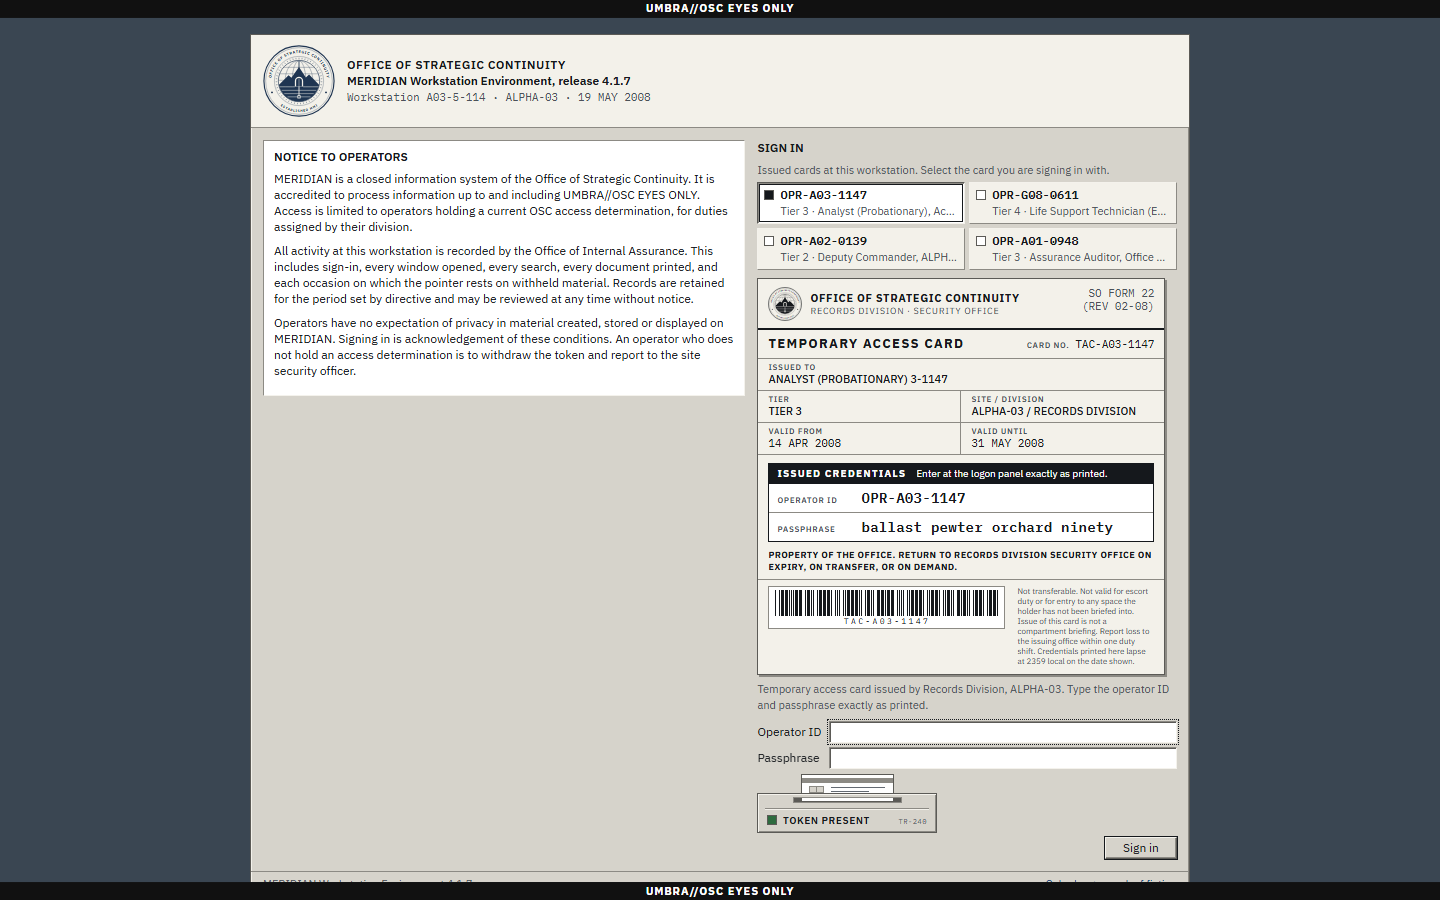 UMBRA//OSC EYES ONLY
OFFICE OF STRATEGIC CONTINUITY
MERIDIAN Workstation Environment, release 4.1.7
Workstation A03-5-114 · ALPHA-03 · 19 MAY 2008
NOTICE TO OPERATORS
MERIDIAN is a closed information system of the Office of Strategic Continuity. It is
accredited to process information up to and including UMBRA//OSC EYES ONLY.
Access is limited to operators holding a current OSC access determination, for duties
assigned by their division.
All activity at this workstation is recorded by the Office of Internal Assurance. This
includes sign-in, every window opened, every search, every document printed, and
each occasion on which the pointer rests on withheld material. Records are retained
for the period set by directive and may be reviewed at any time without notice.
Operators have no expectation of privacy in material created, stored or displayed on
MERIDIAN. Signing in is acknowledgement of these conditions. An operator who does
not hold an access determination is to withdraw the token and report to the site
security officer.
SIGN IN
Issued cards at this workstation. Select the card you are signing in with.
OPR-A03-1147
Tier 3 · Analyst (Probationary), Ac...
OPR-G08-0611
Tier 4 · Life Support Technician (E...
OPR-A02-0139
Tier 2 · Deputy Commander, ALPH...
OPR-A01-0948
Tier 3 · Assurance Auditor, Office ...
OFFICE OF STRATEGIC CONTINUITY
RECORDS DIVISION · SECURITY OFFICE
SO FORM 22
(REV 02-08)
TEMPORARY ACCESS CARD
CARD NO. TAC-A03-1147
ISSUED TO
ANALYST (PROBATIONARY) 3-1147
TIER
TIER 3
SITE / DIVISION
ALPHA-03 / RECORDS DIVISION
VALID FROM
14 APR 2008
VALID UNTIL
31 MAY 2008
ISSUED CREDENTIALS Enter at the logon panel exactly as printed.
OPERATOR ID OPR-A03-1147
PASSPHRASE ballast pewter orchard ninety
PROPERTY OF THE OFFICE. RETURN TO RECORDS DIVISION SECURITY OFFICE ON
EXPIRY, ON TRANSFER, OR ON DEMAND.
TAC-A03-1147
Not transferable. Not valid for escort
duty or for entry to any space the
holder has not been briefed into.
Issue of this card is not a
compartment briefing. Report loss to
the issuing office within one duty
shift. Credentials printed here lapse
at 2359 local on the date shown.
Temporary access card issued by Records Division, ALPHA-03. Type the operator ID
and passphrase exactly as printed.
Operator ID
Passphrase
TOKEN PRESENT
TR-240
Sign in
UMBRA//OSC EYES ONLY